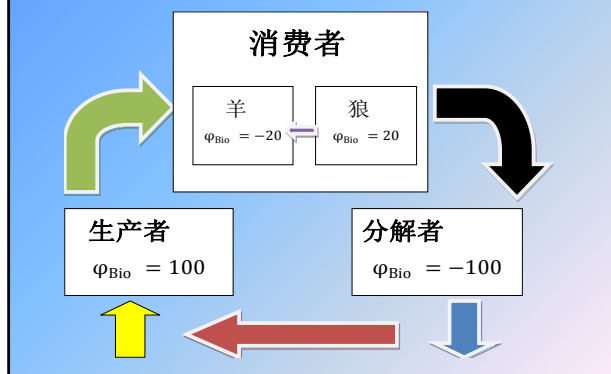 消费者
羊
φBio = −20
狼
φBio = 20
生产者
φBio = 100
分解者
φBio = −100